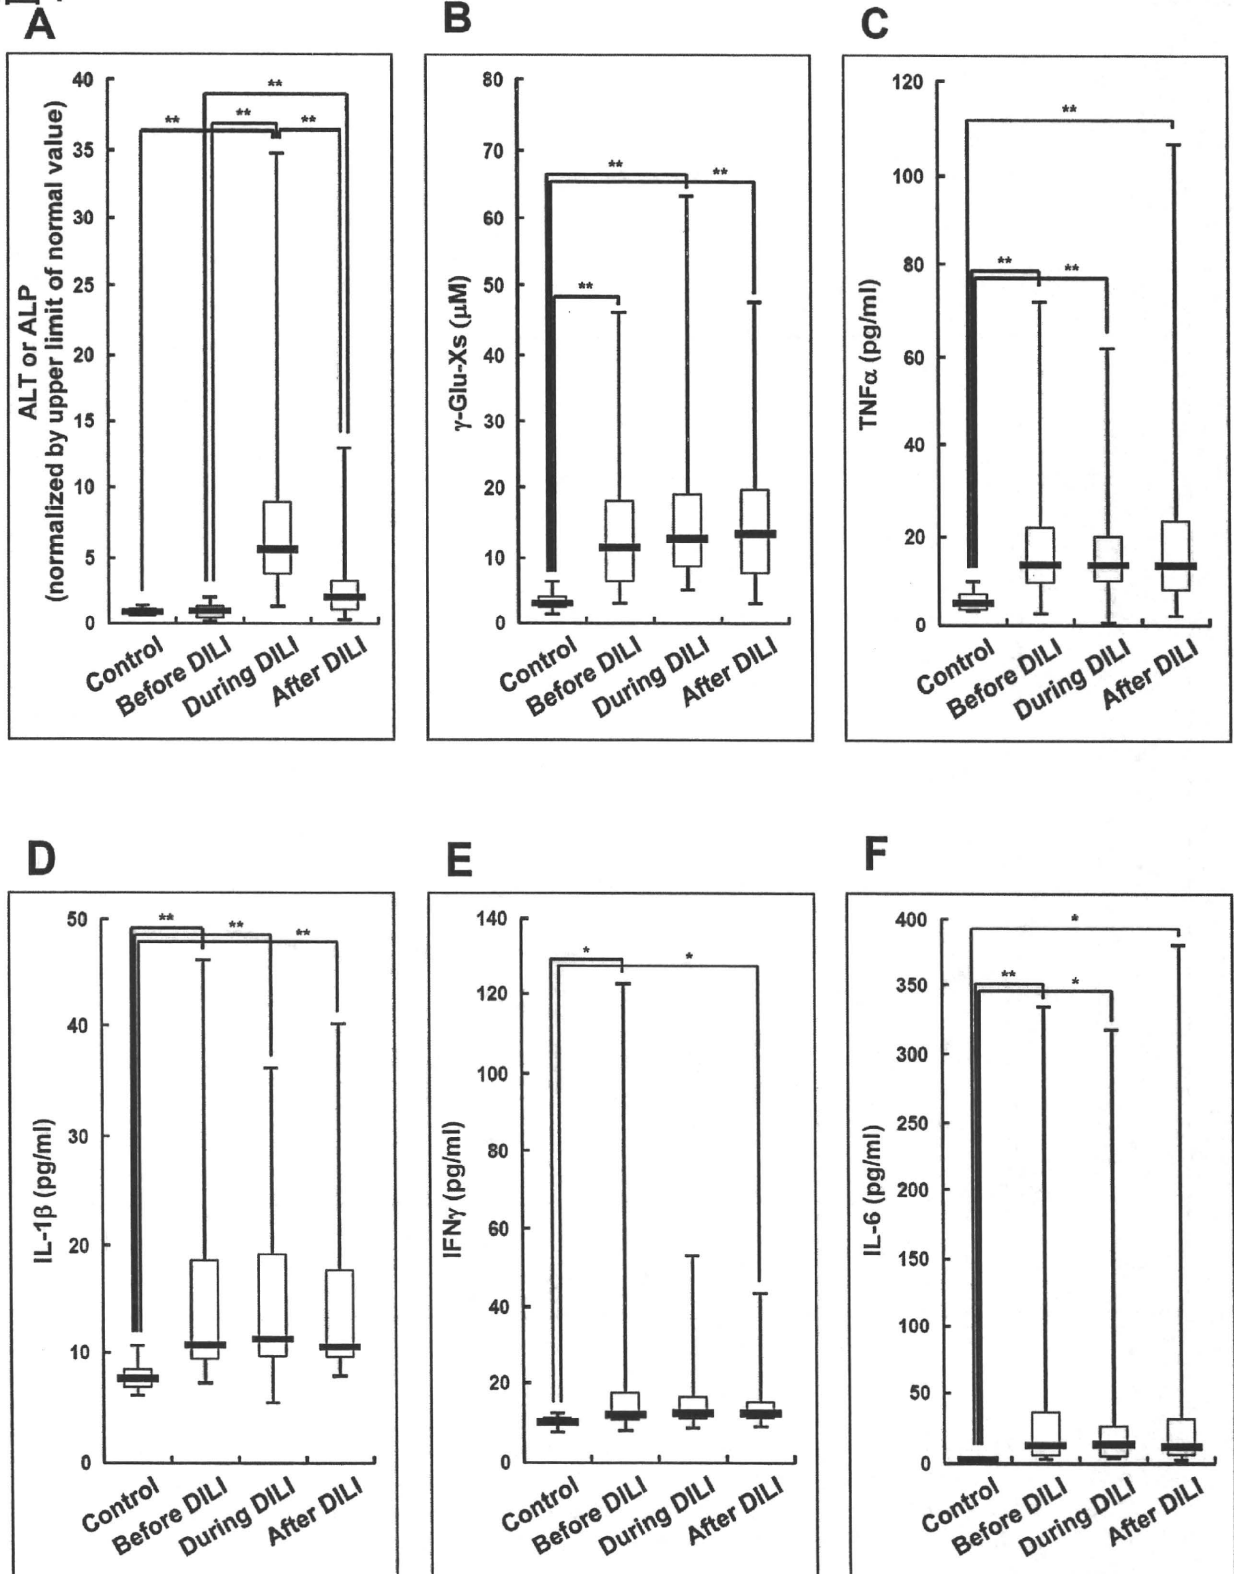 A
B
C
ALT or ALP
(normalized by upper limit of normal value)
40
35
30
25
20
15
10
5
0
**
**
**
**
Control
Before DILI
During DILI
After DILI
γ-Glu-Xs (μM)
80
70
60
50
40
30
20
10
0
**
**
**
Control
Before DILI
During DILI
After DILI
TNFα (pg/ml)
120
100
80
60
40
20
0
**
**
**
Control
Before DILI
During DILI
After DILI
D
E
F
IL-1β (pg/ml)
50
40
30
20
10
0
**
**
**
Control
Before DILI
During DILI
After DILI
IFNγ (pg/ml)
140
120
100
80
60
40
20
0
*
*
Control
Before DILI
During DILI
After DILI
IL-6 (pg/ml)
400
350
300
250
200
150
100
50
0
*
**
*
Control
Before DILI
During DILI
After DILI